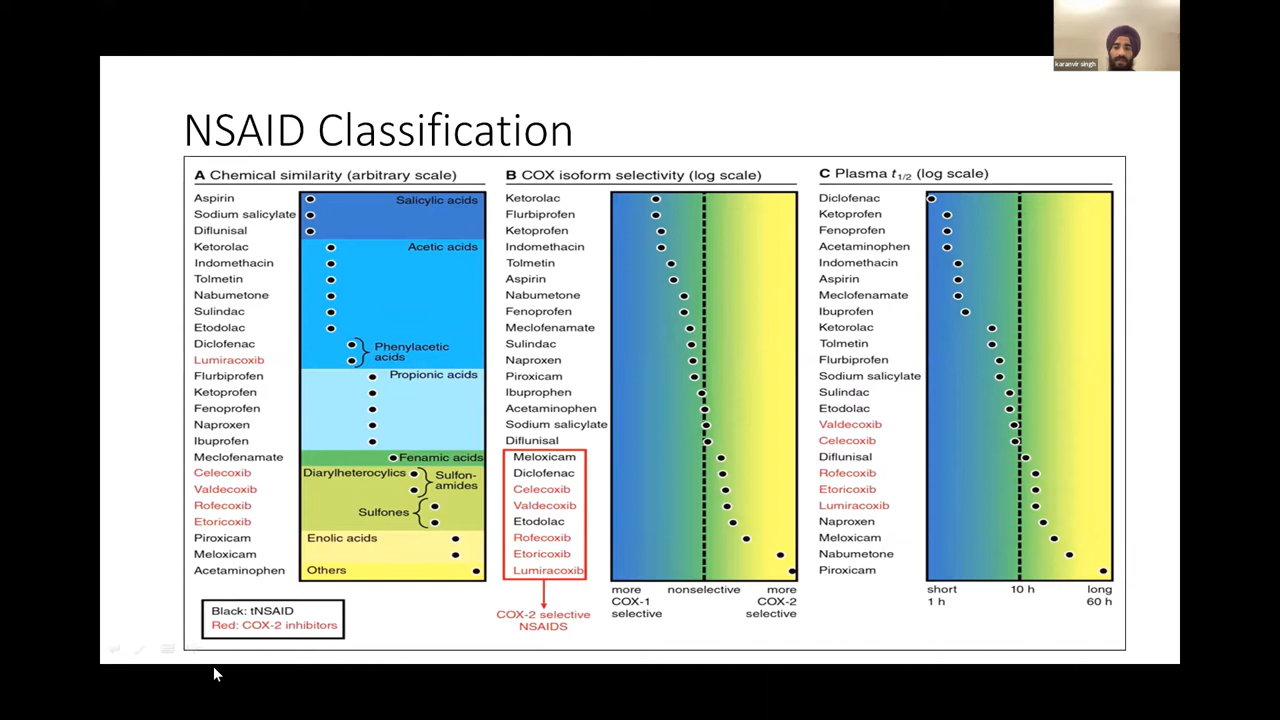 karanvir singh
NSAID Classification
A Chemical similarity (arbitrary scale)
Aspirin
Sodium salicylate
Diflunisal
Ketorolac
Indomethacin
Tolmetin
Nabumetone
Sulindac
Etodolac
Diclofenac
Lumiracoxib
Flurbiprofen
Ketoprofen
Fenoprofen
Naproxen
Ibuprofen
Meclofenamate
Celecoxib
Valdecoxib
Rofecoxib
Etoricoxib
Piroxicam
Meloxicam
Acetaminophen
Salicylic acids
Acetic acids
Phenylacetic
acids
Propionic acids
Fenamic acids
Diarylheterocylics
Sulfon-
amides
Sulfones
Enolic acids
Others
Black: tNSAID
Red: COX-2 inhibitors
B COX isoform selectivity (log scale)
Ketorolac
Flurbiprofen
Ketoprofen
Indomethacin
Tolmetin
Aspirin
Nabumetone
Fenoprofen
Meclofenamate
Sulindac
Naproxen
Piroxicam
Ibuprophen
Acetaminophen
Sodium salicylate
Diflunisal
Meloxicam
Diclofenac
Celecoxib
Valdecoxib
Etodolac
Rofecoxib
Etoricoxib
Lumiracoxib
COX-2 selective
NSAIDS
more
COX-1
selective
nonselective
more
COX-2
selective
C Plasma t1/2 (log scale)
Diclofenac
Ketoprofen
Fenoprofen
Acetaminophen
Indomethacin
Aspirin
Meclofenamate
Ibuprofen
Ketorolac
Tolmetin
Flurbiprofen
Sodium salicylate
Sulindac
Etodolac
Valdecoxib
Celecoxib
Diflunisal
Rofecoxib
Etoricoxib
Lumiracoxib
Naproxen
Meloxicam
Nabumetone
Piroxicam
short
1 h
10 h
long
60 h